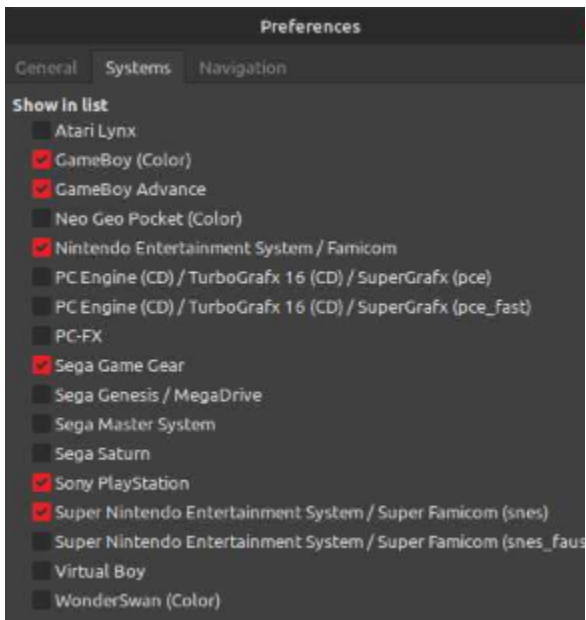 Preferences
General Systems Navigation
Show in list
Atari Lynx
GameBoy (Color)
GameBoy Advance
Neo Geo Pocket (Color)
Nintendo Entertainment System / Famicom
PC Engine (CD) / TurboGrafx 16 (CD) / SuperGrafx (pce)
PC Engine (CD) / TurboGrafx 16 (CD) / SuperGrafx (pce_fast)
PC-FX
Sega Game Gear
Sega Genesis / MegaDrive
Sega Master System
Sega Saturn
Sony PlayStation
Super Nintendo Entertainment System / Super Famicom (snes)
Super Nintendo Entertainment System / Super Famicom (snes_faus
Virtual Boy
WonderSwan (Color)